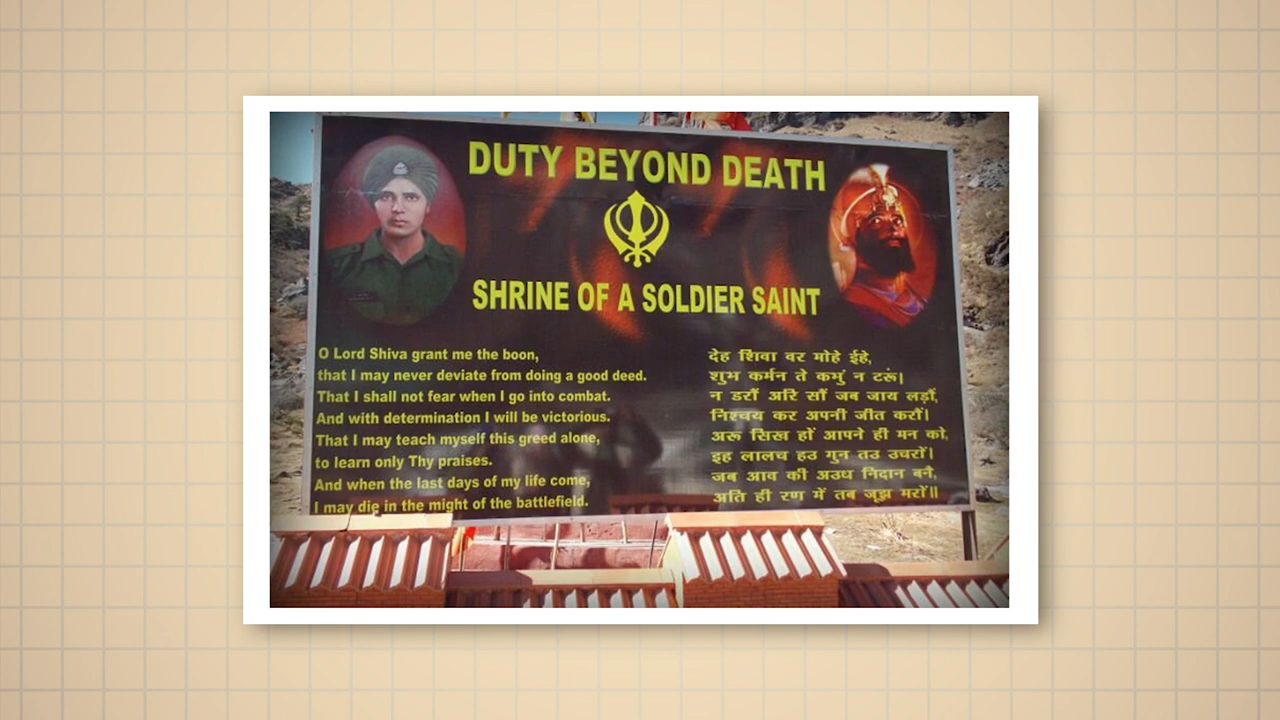 DUTY BEYOND DEATH
SHRINE OF A SOLDIER SAINT
O Lord Shiva grant me the boon,
that I may never deviate from doing a good deed.
That I shall not fear when I go into combat.
And with determination I will be victorious.
That I may teach myself this greed alone,
to learn only Thy praises.
And when the last days of my life come,
I may die in the might of the battlefield.
देह शिवा वर मोहे ईहे,
शुभ कर्मन ते कभुं न टरूं।
न डरौं अरि सौं जब जाय लड़ौं,
निश्चय कर अपनी जीत करौं।
अरू सिख हों आपने ही मन को,
इह लालच हउ गुन तउ उचरों।
जब आव की अउध निदान बनै,
अति ही रण में तब जूझ मरों॥